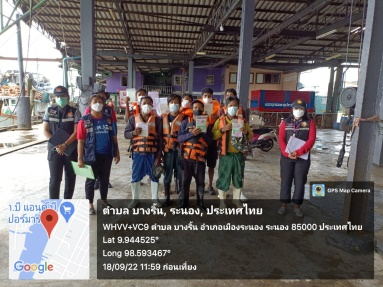 GPS Map Camera
ตำบล บางริ้น, ระนอง, ประเทศไทย
WHVV+VC9 ตำบล บางริ้น อำเภอเมืองระนอง ระนอง 85000 ประเทศไทย
Lat 9.944525°
Long 98.593467°
18/09/22 11:59 ก่อนเที่ยง
Google